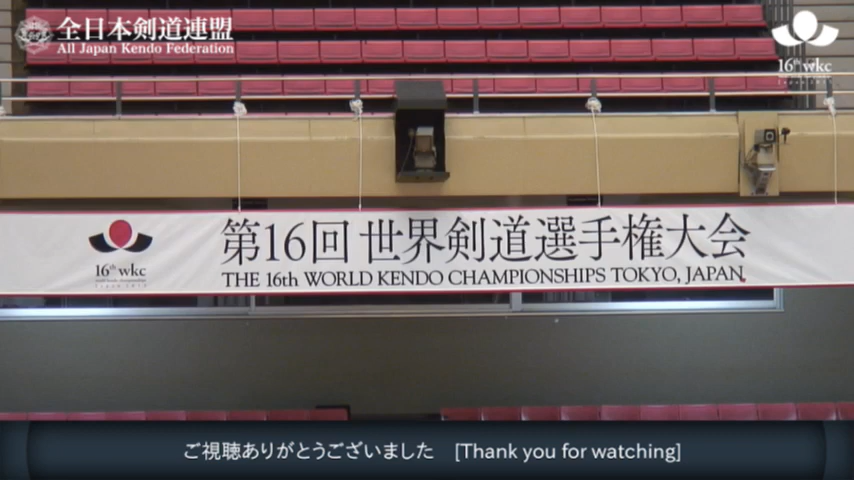 全日本剣道連盟
All Japan Kendo Federation
16th wkc
第16回 世界剣道選手権大会
THE 16th WORLD KENDO CHAMPIONSHIPS TOKYO, JAPAN
16th wkc
ご視聴ありがとうございました [Thank you for watching]